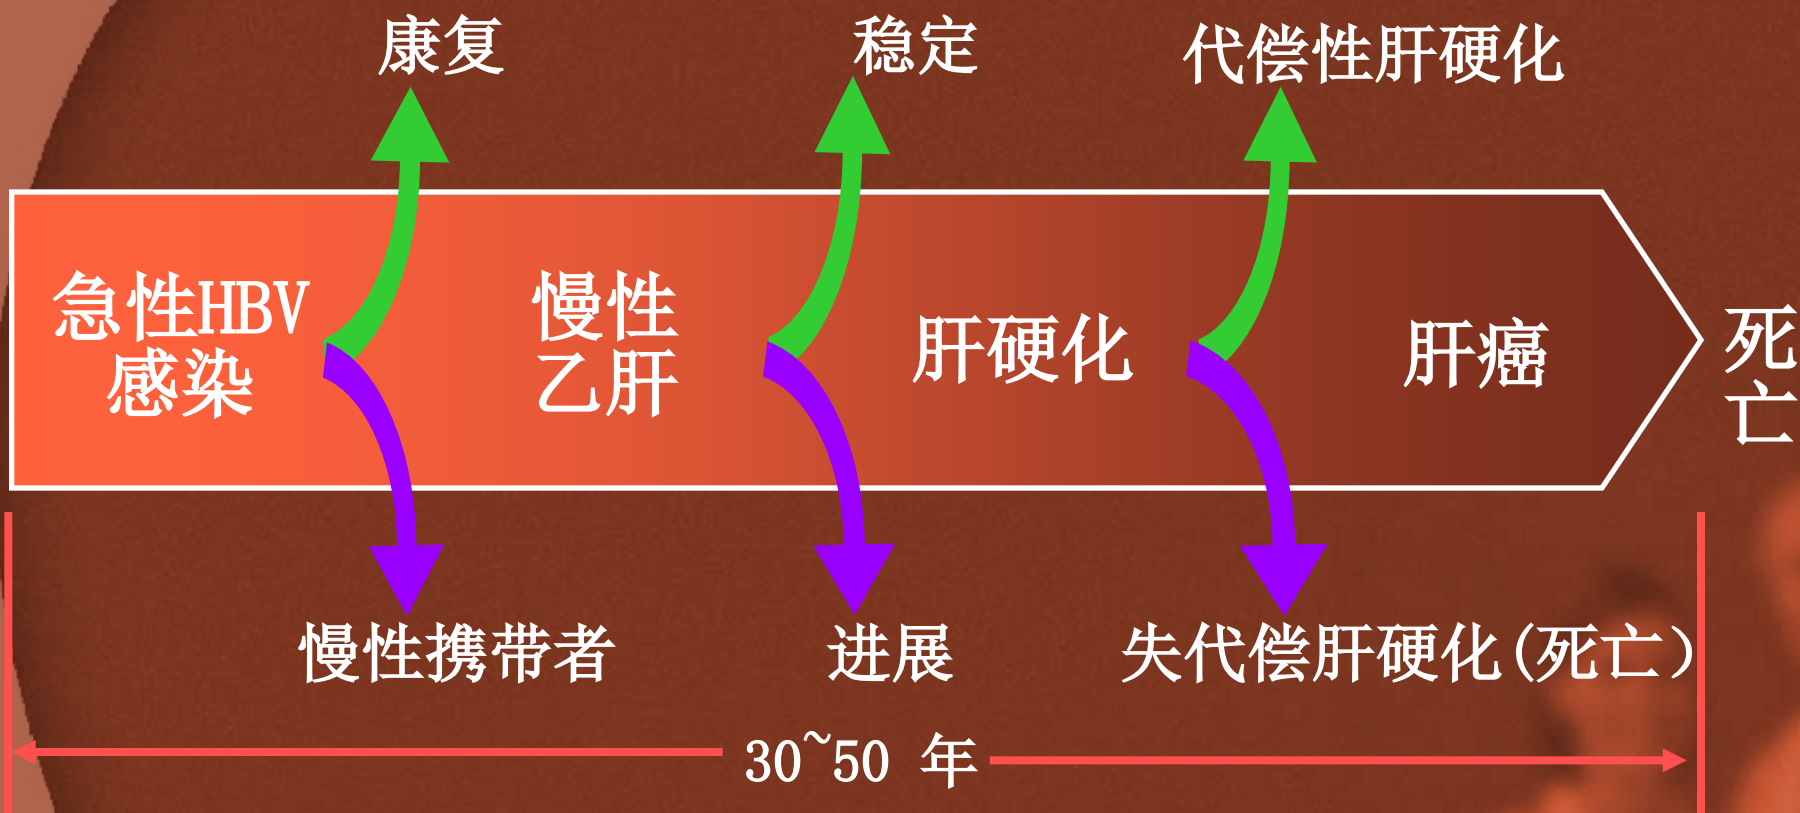 康复
稳定
代偿性肝硬化
急性HBV
感染
慢性
乙肝
肝硬化
肝癌
死
亡
慢性携带者
进展
失代偿肝硬化(死亡）
30~50 年